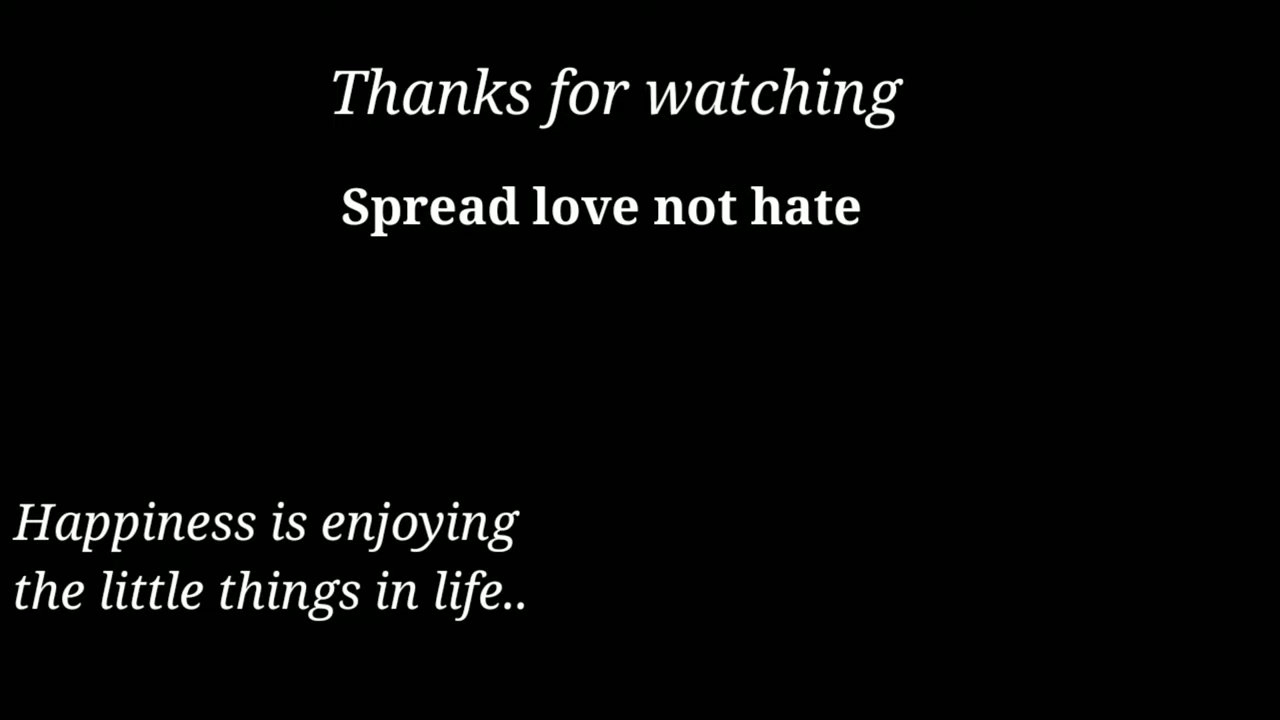 Thanks for watching
Spread love not hate
Happiness is enjoying
the little things in life..